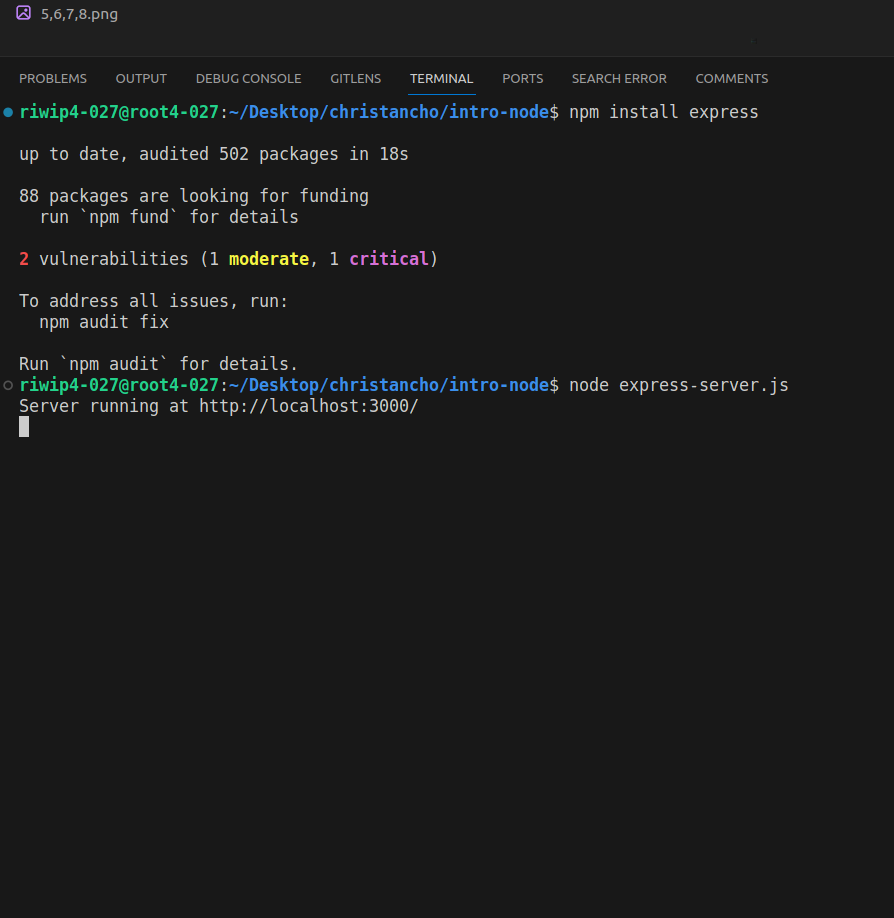 5,6,7,8.png
PROBLEMS OUTPUT DEBUG CONSOLE GITLENS TERMINAL PORTS SEARCH ERROR COMMENTS
riwip4-027@root4-027:~/Desktop/christancho/intro-node$ npm install express
up to date, audited 502 packages in 18s
88 packages are looking for funding
  run `npm fund` for details
2 vulnerabilities (1 moderate, 1 critical)
To address all issues, run:
  npm audit fix
Run `npm audit` for details.
riwip4-027@root4-027:~/Desktop/christancho/intro-node$ node express-server.js
Server running at http://localhost:3000/